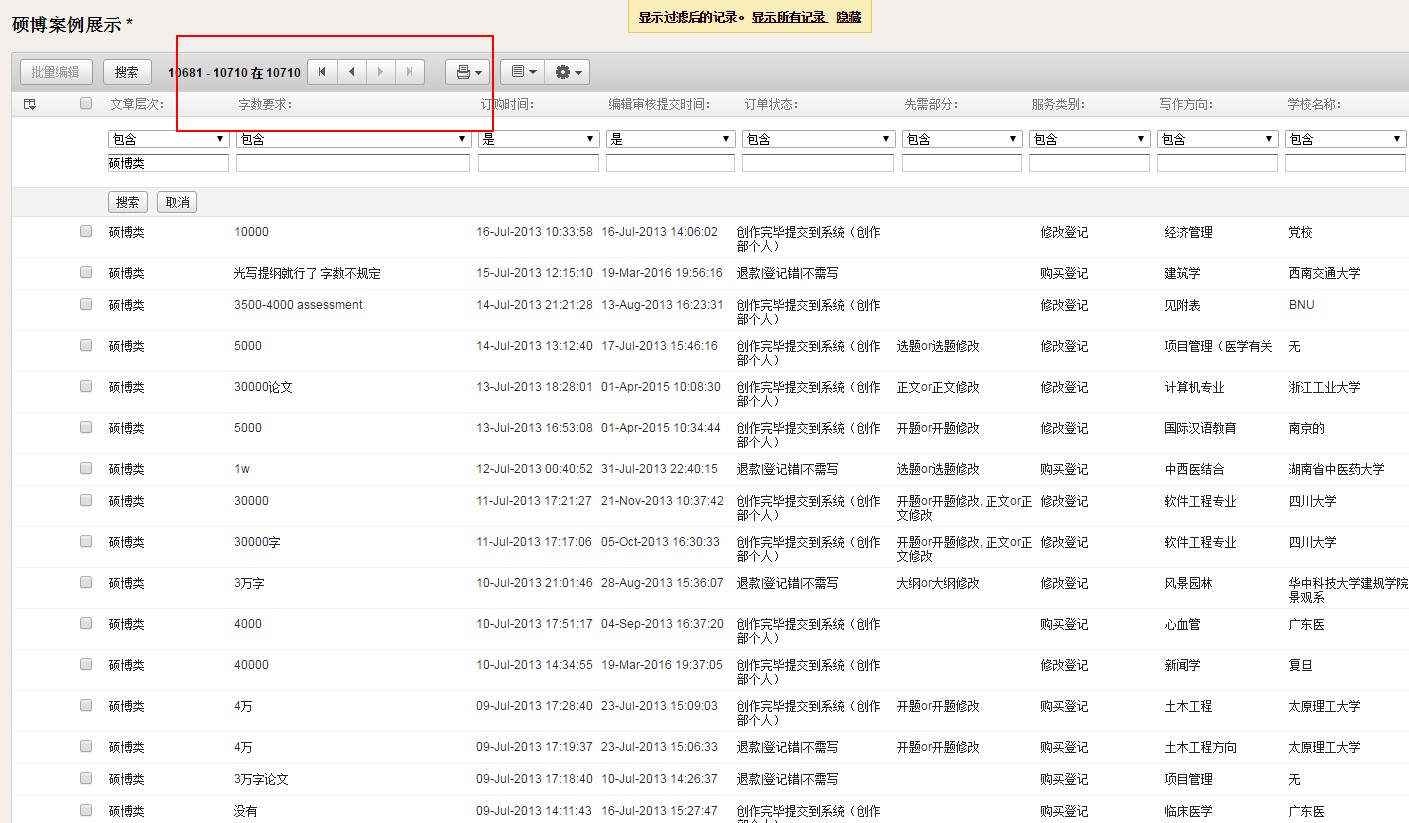 硕博案例展示 *
显示过滤后的记录。显示所有记录 隐藏
批量编辑 搜索 10681 - 10710 在 10710
文章层次: 字数要求: 订购时间: 编辑审核提交时间: 订单状态: 先需部分: 服务类别: 写作方向: 学校名称:
包含 包含 是 是 包含 包含 包含 包含 包含
硕博类
搜索 取消
硕博类 10000 16-Jul-2013 10:33:58 16-Jul-2013 14:06:02 创作完毕提交到系统（创作 修改登记 经济管理 党校
部个人）
硕博类 光写提纲就行了 字数不规定 15-Jul-2013 12:15:10 19-Mar-2016 19:56:16 退款|登记错|不需写 购买登记 建筑学 西南交通大学
硕博类 3500-4000 assessment 14-Jul-2013 21:21:28 13-Aug-2013 16:23:31 创作完毕提交到系统（创作 修改登记 见附表 BNU
部个人）
硕博类 5000 14-Jul-2013 13:12:40 17-Jul-2013 15:46:16 创作完毕提交到系统（创作 选题or选题修改 修改登记 项目管理（医学有关 无
部个人）
硕博类 30000论文 13-Jul-2013 18:28:01 01-Apr-2015 10:08:30 创作完毕提交到系统（创作 正文or正文修改 修改登记 计算机专业 浙江工业大学
部个人）
硕博类 5000 13-Jul-2013 16:53:08 01-Apr-2015 10:34:44 创作完毕提交到系统（创作 开题or开题修改 修改登记 国际汉语教育 南京的
部个人）
硕博类 1w 12-Jul-2013 00:40:52 31-Jul-2013 22:40:15 退款|登记错|不需写 选题or选题修改 购买登记 中西医结合 湖南省中医药大学
硕博类 30000 11-Jul-2013 17:21:27 21-Nov-2013 10:37:42 创作完毕提交到系统（创作 开题or开题修改, 正文or正 修改登记 软件工程专业 四川大学
部个人） 文修改
硕博类 30000字 11-Jul-2013 17:17:06 05-Oct-2013 16:30:33 创作完毕提交到系统（创作 开题or开题修改, 正文or正 修改登记 软件工程专业 四川大学
部个人） 文修改
硕博类 3万字 10-Jul-2013 21:01:46 28-Aug-2013 15:36:07 退款|登记错|不需写 大纲or大纲修改 修改登记 风景园林 华中科技大学建规学院
景观系
硕博类 4000 10-Jul-2013 17:51:17 04-Sep-2013 16:37:20 创作完毕提交到系统（创作 购买登记 心血管 广东医
部个人）
硕博类 40000 10-Jul-2013 14:34:55 19-Mar-2016 19:37:05 创作完毕提交到系统（创作 修改登记 新闻学 复旦
部个人）
硕博类 4万 09-Jul-2013 17:28:40 23-Jul-2013 15:09:03 创作完毕提交到系统（创作 开题or开题修改 购买登记 土木工程 太原理工大学
部个人）
硕博类 4万 09-Jul-2013 17:19:37 23-Jul-2013 15:06:33 退款|登记错|不需写 开题or开题修改 购买登记 土木工程方向 太原理工大学
硕博类 3万字论文 09-Jul-2013 17:18:40 10-Jul-2013 14:26:37 退款|登记错|不需写 购买登记 项目管理 无
硕博类 没有 09-Jul-2013 14:11:43 16-Jul-2013 15:27:47 创作完毕提交到系统（创作 购买登记 临床医学 广东医
部个人）